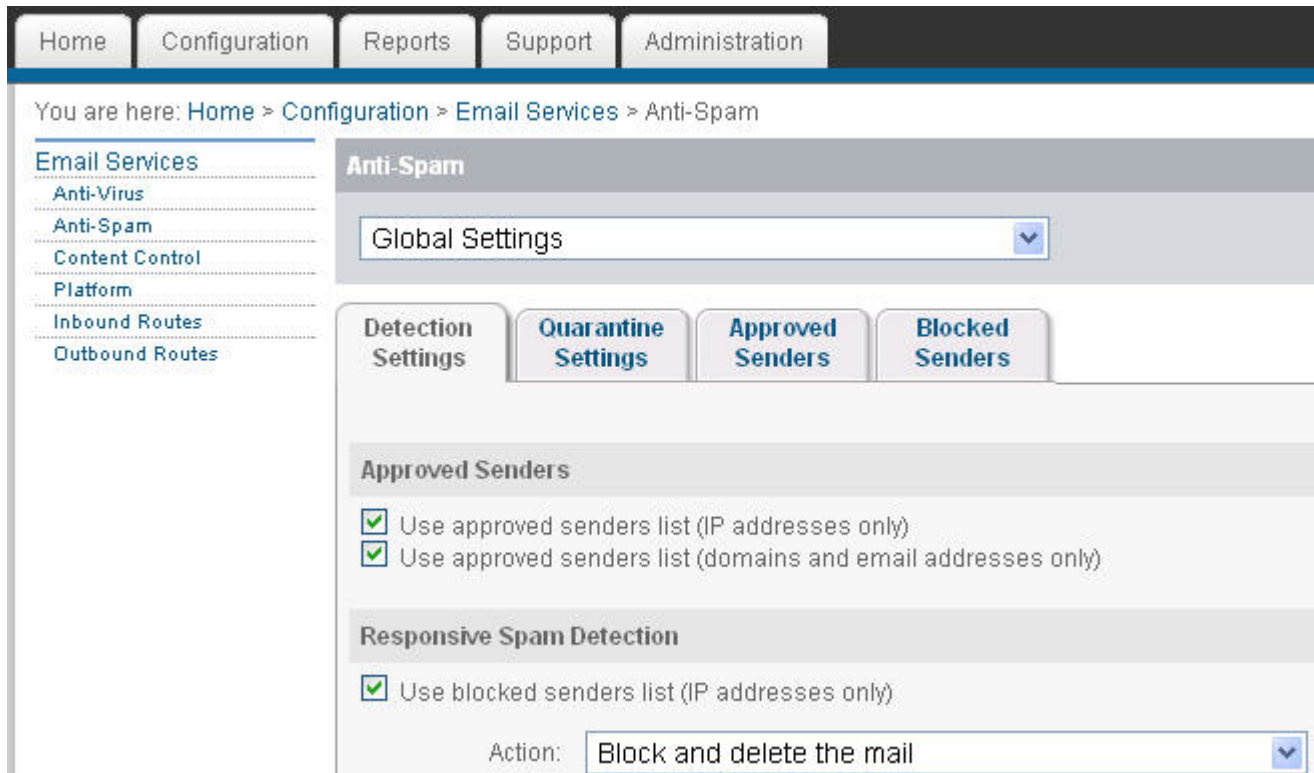 Home Configuration Reports Support Administration
You are here: Home > Configuration > Email Services > Anti-Spam
Email Services
Anti-Virus
Anti-Spam
Content Control
Platform
Inbound Routes
Outbound Routes
Anti-Spam
Global Settings
Detection Settings
Quarantine Settings
Approved Senders
Blocked Senders
Approved Senders
Use approved senders list (IP addresses only)
Use approved senders list (domains and email addresses only)
Responsive Spam Detection
Use blocked senders list (IP addresses only)
Action: Block and delete the mail